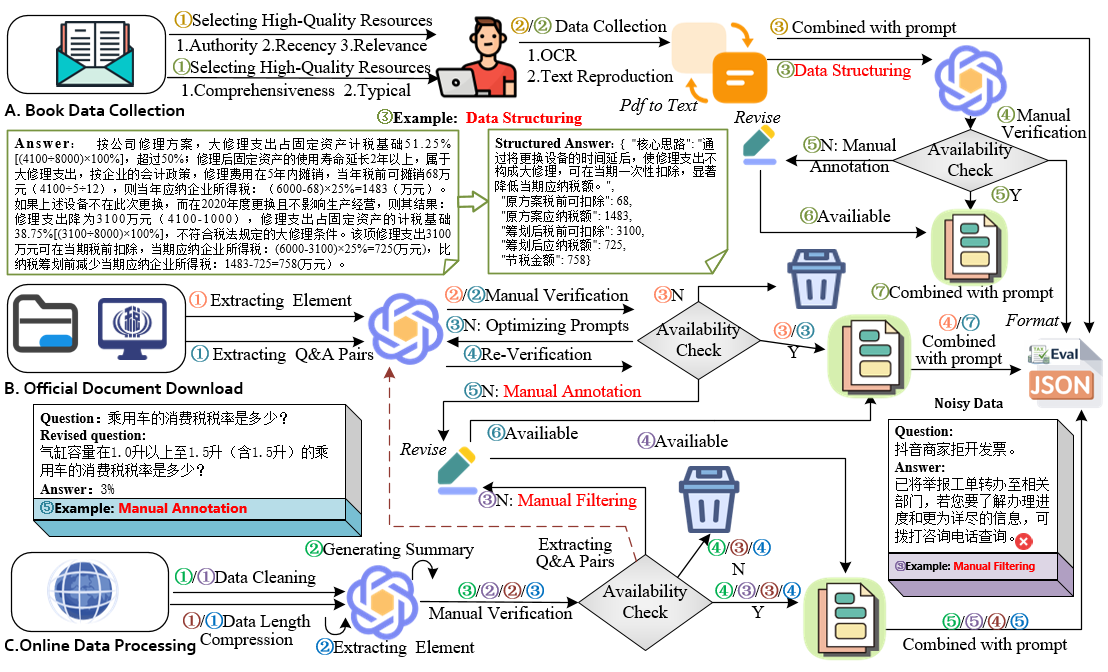 ①Selecting High-Quality Resources
1.Authority 2.Recency 3.Relevance
①Selecting High-Quality Resources
1.Comprehensiveness 2.Typical
A. Book Data Collection
②/② Data Collection
1.OCR
2.Text Reproduction
Pdf to Text
③ Combined with prompt
③Data Structuring
④Manual
Verification
Revise
⑤N: Manual
Annotation
Availability
Check
⑤Y
⑥Available
⑦Combined with prompt
③Example: Data Structuring
Answer: 按公司修理方案，大修理支出占固定资产计税基础51.25%
[(4100÷8000)×100%]，超过50%；修理后固定资产的使用寿命延长2年以上，属于
大修理支出，按企业的会计政策，修理费用在5年内摊销，当年税前可摊销68万
元（4100÷5÷12），则当年应纳企业所得税：（6000-68)×25%=1483（万元）。
如果上述设备不在此次更换，而在2020年度更换且不影响生产经营，则其结果：
修理支出降为3100万元（4100-1000），修理支出占固定资产的计税基础
38.75%[(3100÷8000)×100%]，不符合税法规定的大修理条件。该项修理支出3100
万元可在当期税前扣除，当期应纳企业所得税：(6000-3100)×25%=725(万元)，比
纳税筹划前减少当期应纳企业所得税：1483-725=758(万元）。
Structured Answer: { "核心思路": "通
过将更换设备的时间延后，使修理支出不
构成大修理，可在当期一次性扣除，显著
降低当期应纳税额。",
"原方案税前可扣除": 68,
"原方案应纳税额": 1483,
"筹划后税前可扣除": 3100,
"筹划后应纳税额": 725,
"节税金额": 758}
① Extracting Element
① Extracting Q&A Pairs
B. Official Document Download
②/②Manual Verification
③N: Optimizing Prompts
④Re-Verification
⑤N: Manual Annotation
③N
Availability
Check
③/③
Y
④/⑦
Combined
with prompt
Format
TAX
Eval
JSON
Question: 乘用车的消费税税率是多少？
Revised question:
气缸容量在1.0升以上至1.5升（含1.5升）的乘
用车的消费税税率是多少？
Answer: 3%
⑤Example: Manual Annotation
Revise
⑥Availiable
④Availiable
③N: Manual Filtering
Noisy Data
Question:
抖音商家拒开发票。
Answer:
已将举报工单转办至相关
部门，若您要了解办理进
度和更为详尽的信息，可
拨打咨询电话查询。
③Example: Manual Filtering
②Generating Summary
①/①Data Cleaning
①/①Data Length
Compression
②Extracting Element
C.Online Data Processing
③/②/②/③
Manual Verification
Extracting
Q&A Pairs
Availability
Check
④/③/④
N
④/③/③/④
Y
⑤/⑤/④/⑤
Combined with prompt